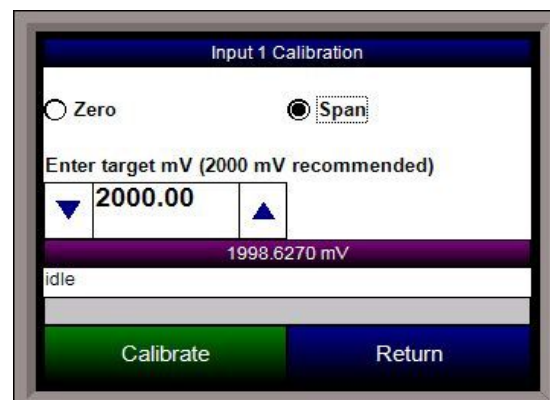 Input 1 Calibration
Zero
Span
Enter target mV (2000 mV recommended)
2000.00
1998.6270 mV
idle
Calibrate
Return